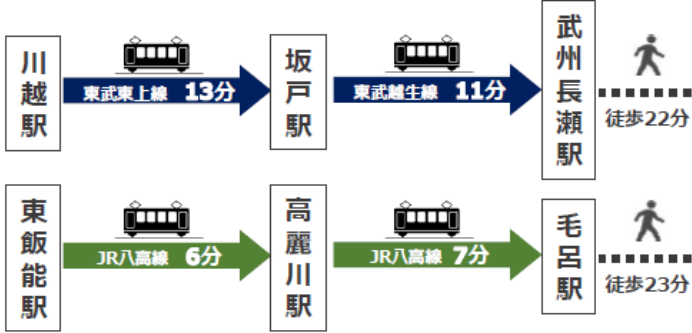 川越駅
東武東上線 13分
坂戸駅
東武越生線 11分
武州長瀬駅
徒歩22分
東飯能駅
JR八高線 6分
高麗川駅
JR八高線 7分
毛呂駅
徒歩23分